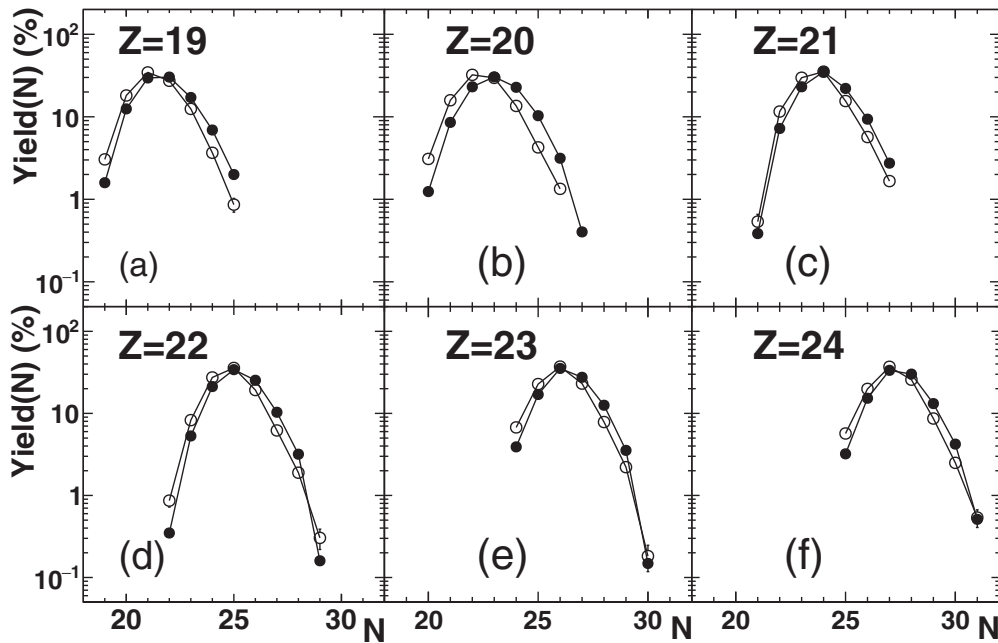 Yield(N) (%)
10²
10
1
10⁻¹
Z=19
(a)
Z=20
(b)
Z=21
(c)
Yield(N) (%)
10²
10
1
10⁻¹
Z=22
(d)
Z=23
(e)
Z=24
(f)
20 25 30 N 20 25 30 N 20 25 30 N